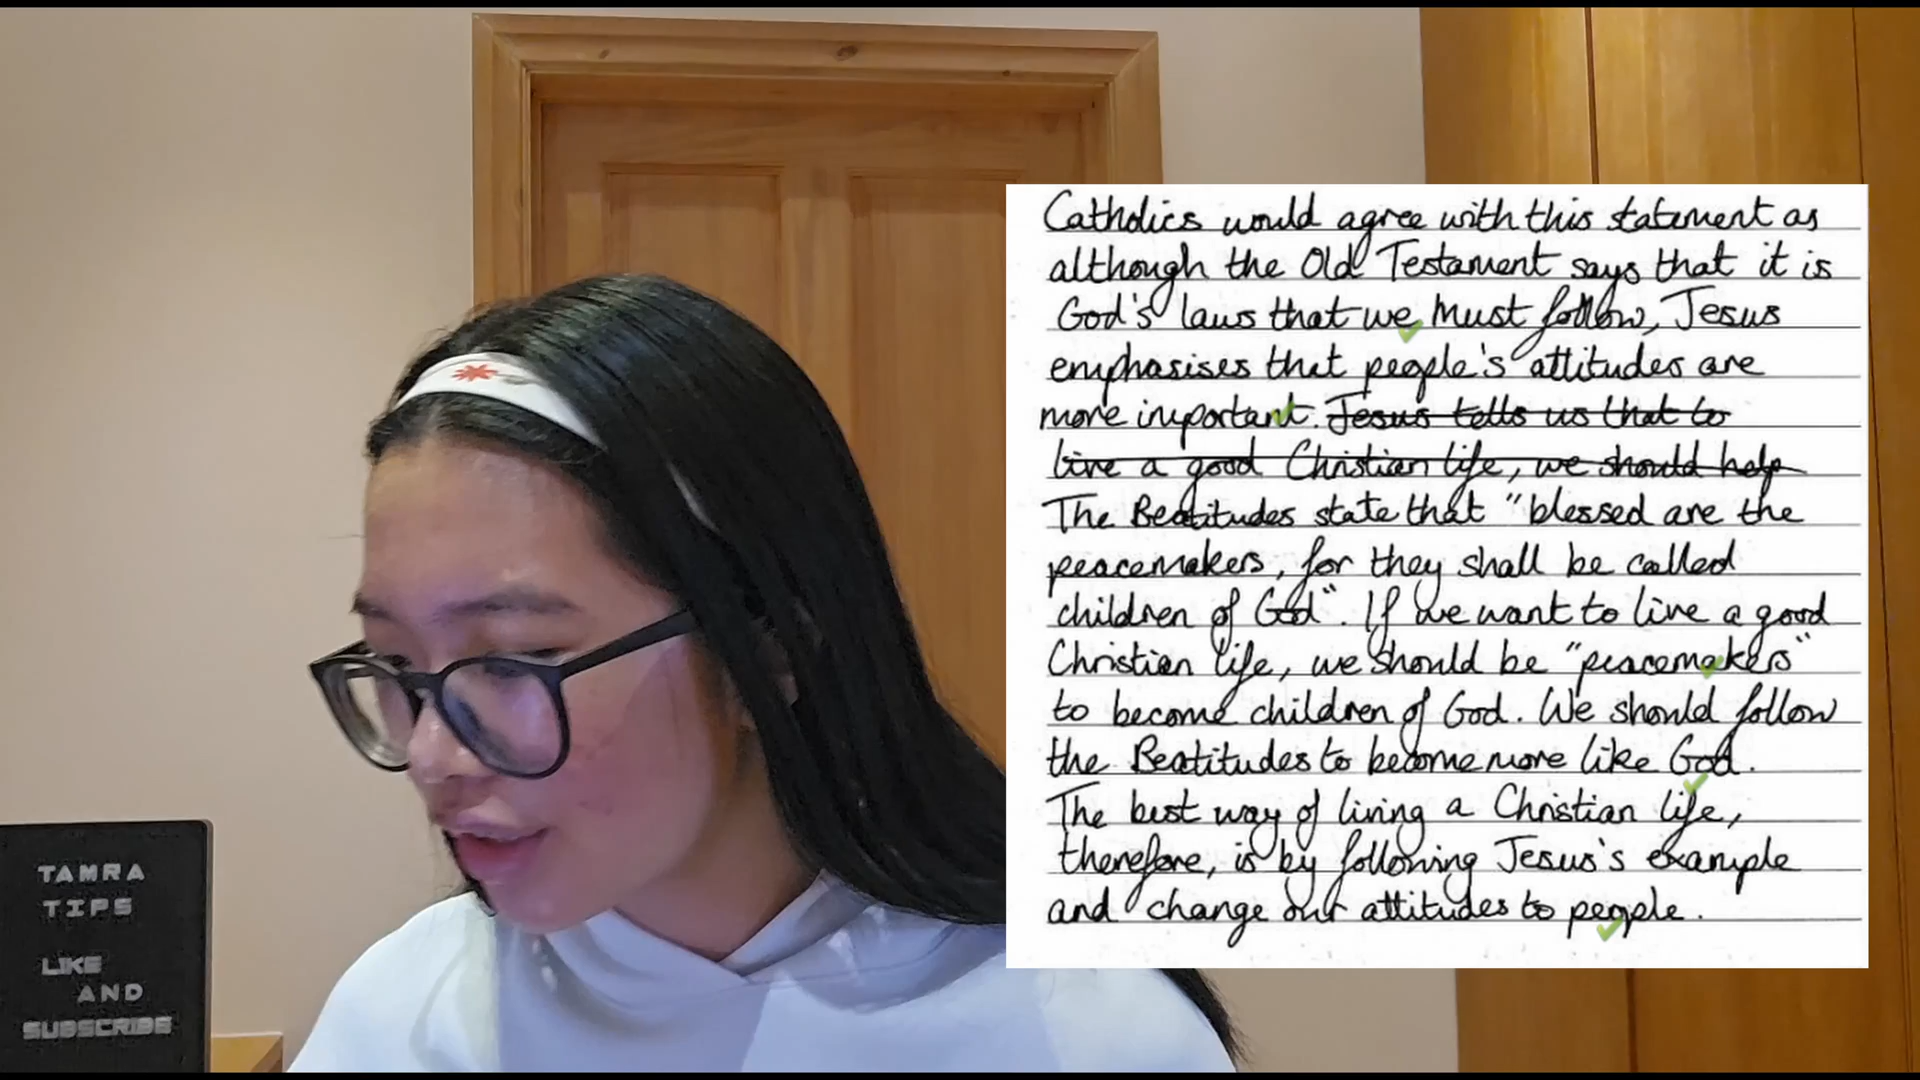 Catholics would agree with this statement as
although the Old Testament says that it is
God's laws that we must follow, Jesus
emphasises that people's attitudes are
more important. Jesus tells us that to
live a good Christian life, we should help
The Beatitudes state that "blessed are the
peacemakers, for they shall be called
children of God". If we want to live a good
Christian life, we should be "peacemakers"
to become children of God. We should follow
the Beatitudes to become more like God.
The best way of living a Christian life,
therefore, is by following Jesus's example
and change our attitudes to people.
TAMRA
TIPS
LIKE
AND
SUBSCRIBE